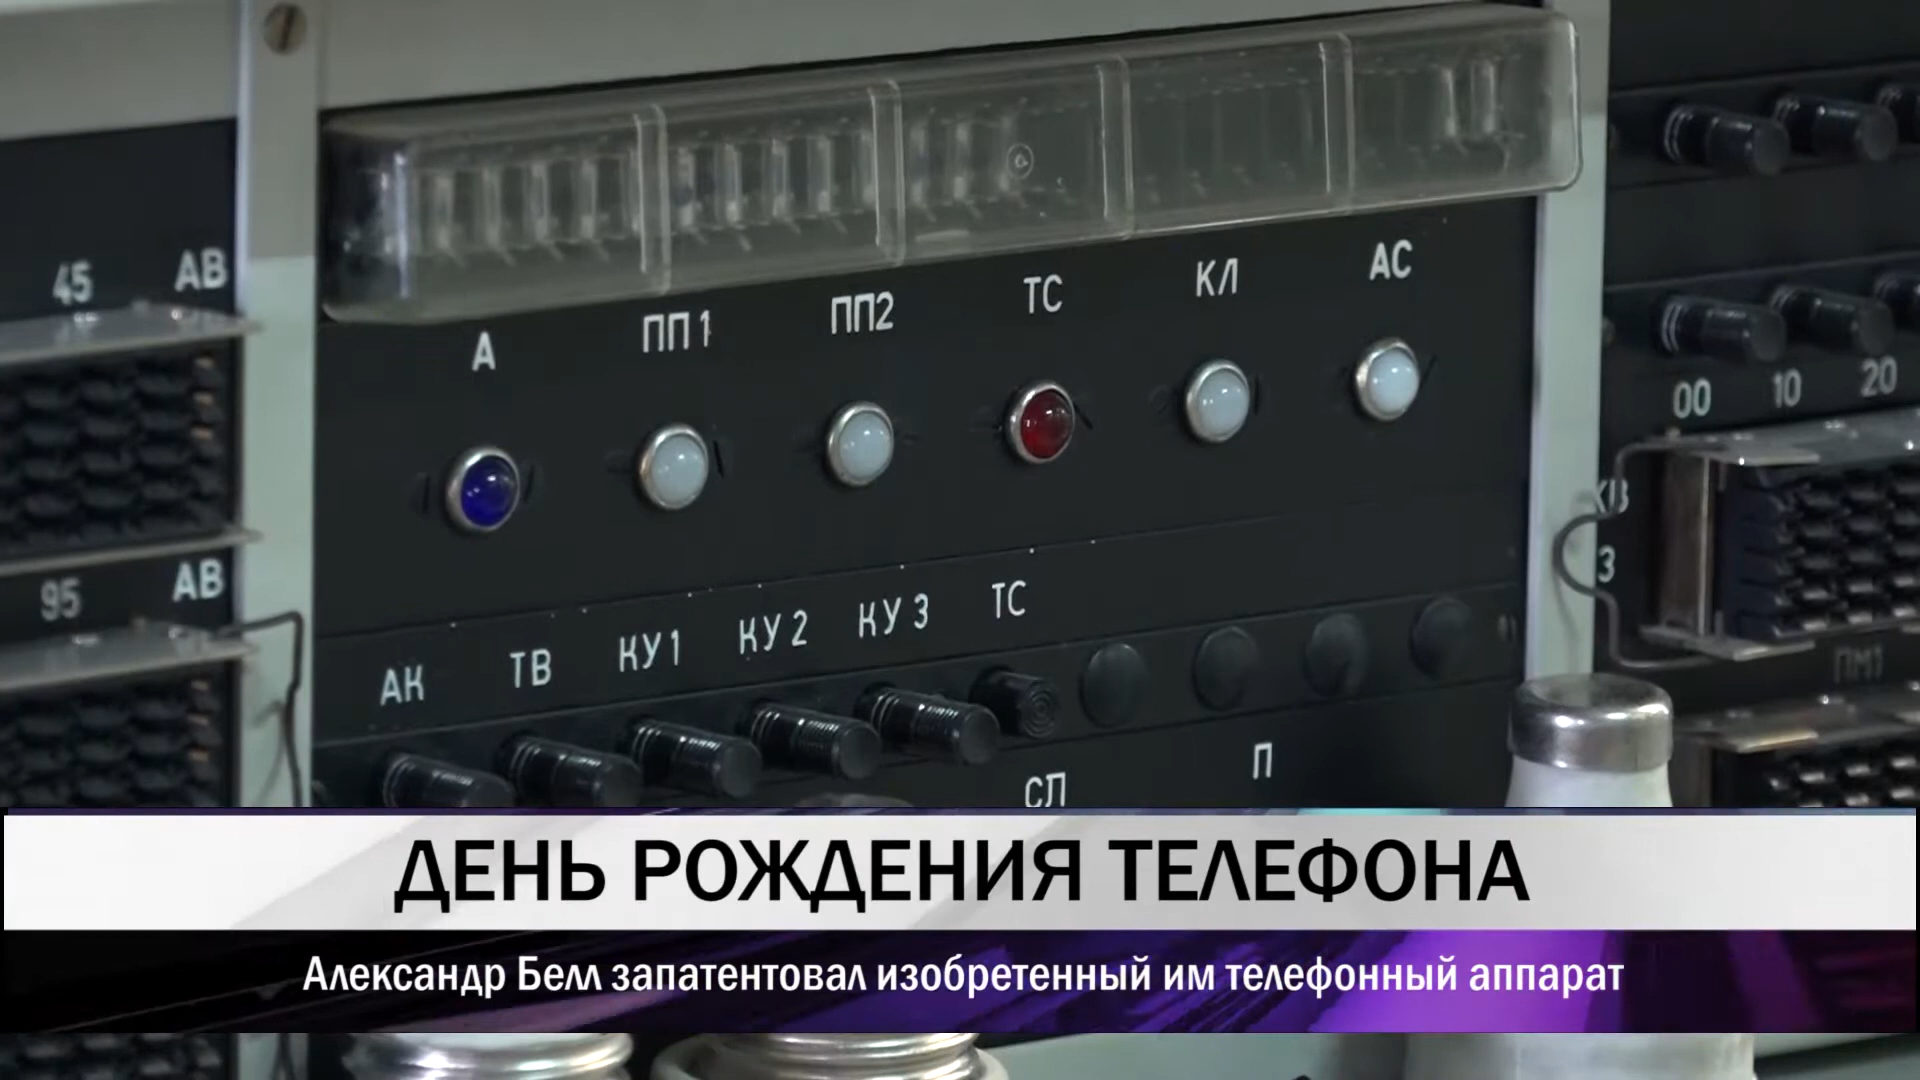 45 АВ
А ПП1 ПП2 ТС КЛ АС
00 10 20
95 АВ
З
АК ТВ КУ1 КУ2 КУ3 ТС
ПМ1
СЛ П
ДЕНЬ РОЖДЕНИЯ ТЕЛЕФОНА
Александр Белл запатентовал изобретенный им телефонный аппарат